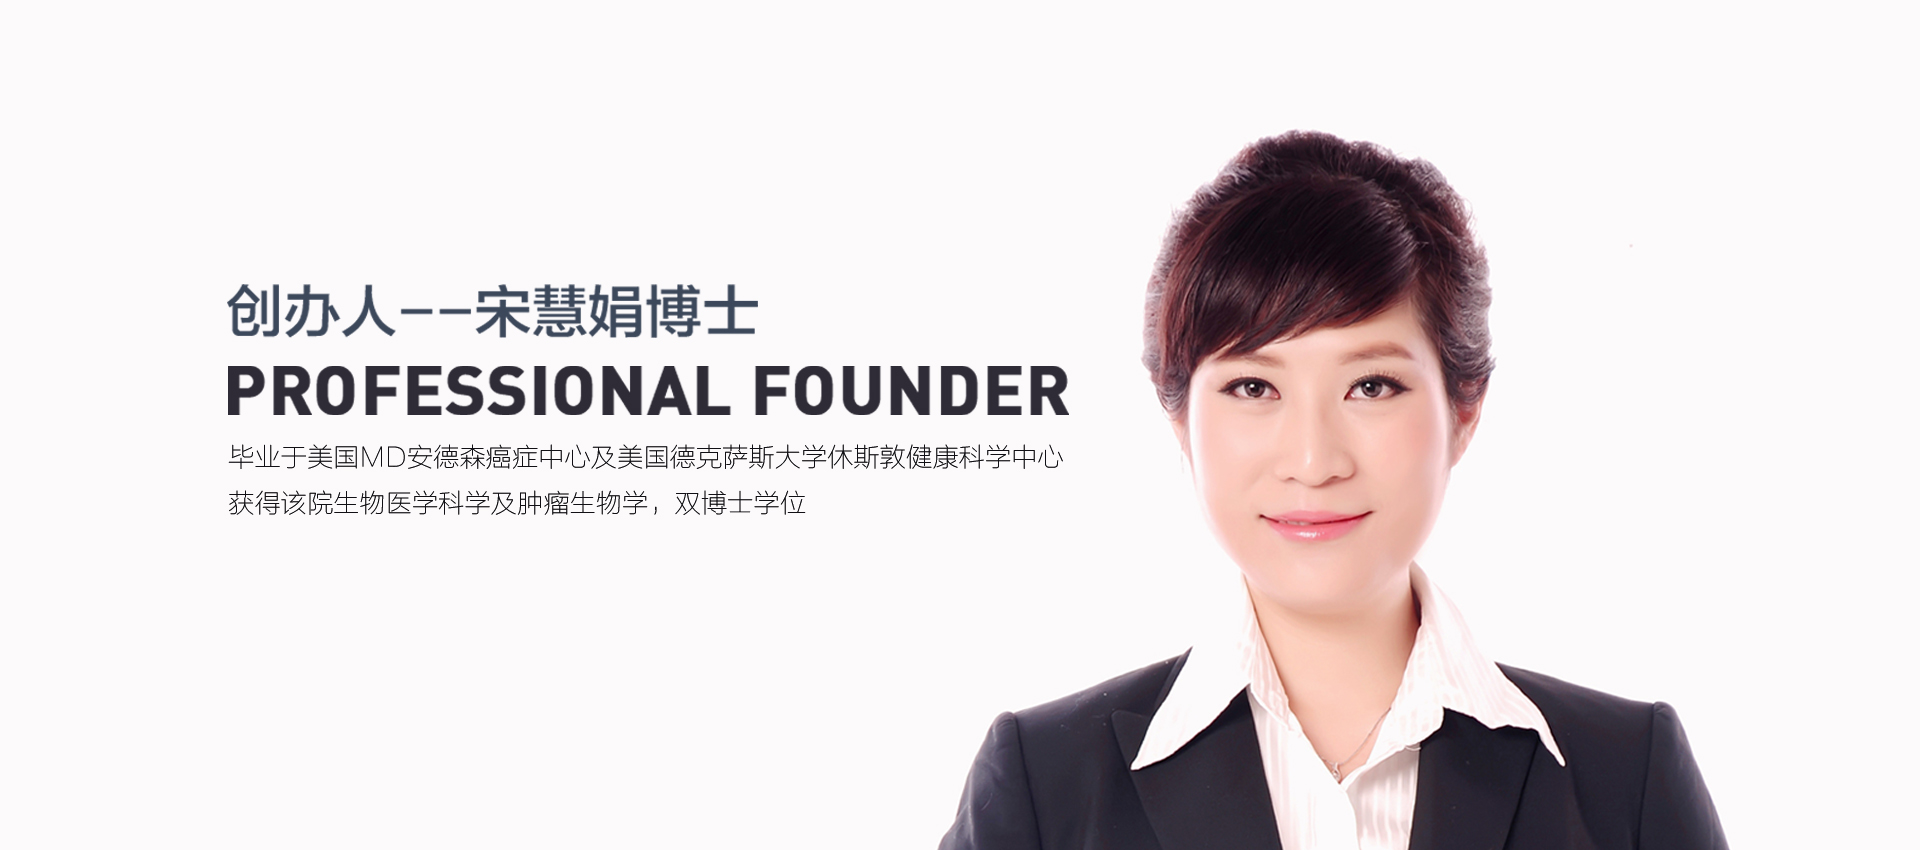 创办人--宋慧娟博士
PROFESSIONAL FOUNDER
毕业于美国MD安德森癌症中心及美国德克萨斯大学休斯敦健康科学中心
获得该院生物医学科学及肿瘤生物学，双博士学位